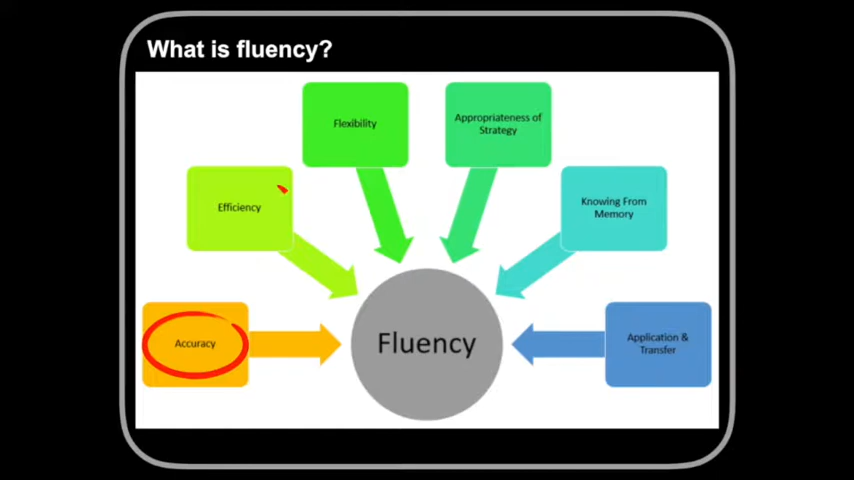 What is fluency?
Flexibility
Appropriateness of
Strategy
Efficiency
Knowing From
Memory
Accuracy
Fluency
Application &
Transfer